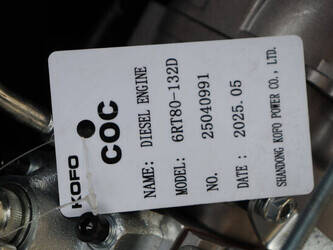 KOFO
COC
NAME: DIESEL ENGINE
MODEL: 6RT80-132D
NO. 25040991
DATE : 2025.05
SHANDONG KOFO POWER CO., LTD.